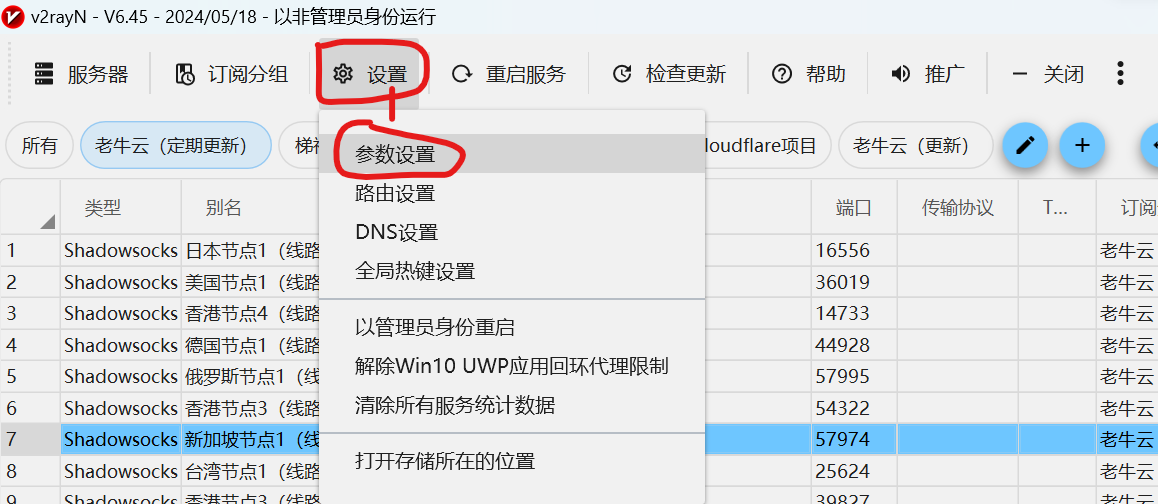 v2rayN - V6.45 - 2024/05/18 - 以非管理员身份运行
服务器 订阅分组 设置 重启服务 检查更新 帮助 推广 关闭
所有 老牛云（定期更新） loudflare项目 老牛云（更新）
参数设置
路由设置
DNS设置
全局热键设置
以管理员身份重启
解除Win10 UWP应用回环代理限制
清除所有服务统计数据
打开存储所在的位置
类型 别名 端口 传输协议 T... 订阅
1 Shadowsocks 日本节点1（线路 16556 老牛云
2 Shadowsocks 美国节点1（线路 36019 老牛云
3 Shadowsocks 香港节点4（线路 14733 老牛云
4 Shadowsocks 德国节点1（线路 44928 老牛云
5 Shadowsocks 俄罗斯节点1（线 57995 老牛云
6 Shadowsocks 香港节点3（线路 54322 老牛云
7 Shadowsocks 新加坡节点1（线 57974 老牛云
8 Shadowsocks 台湾节点1（线路 25624 老牛云
9 Shadowsocks 香港节点3（线路 39827 老牛云